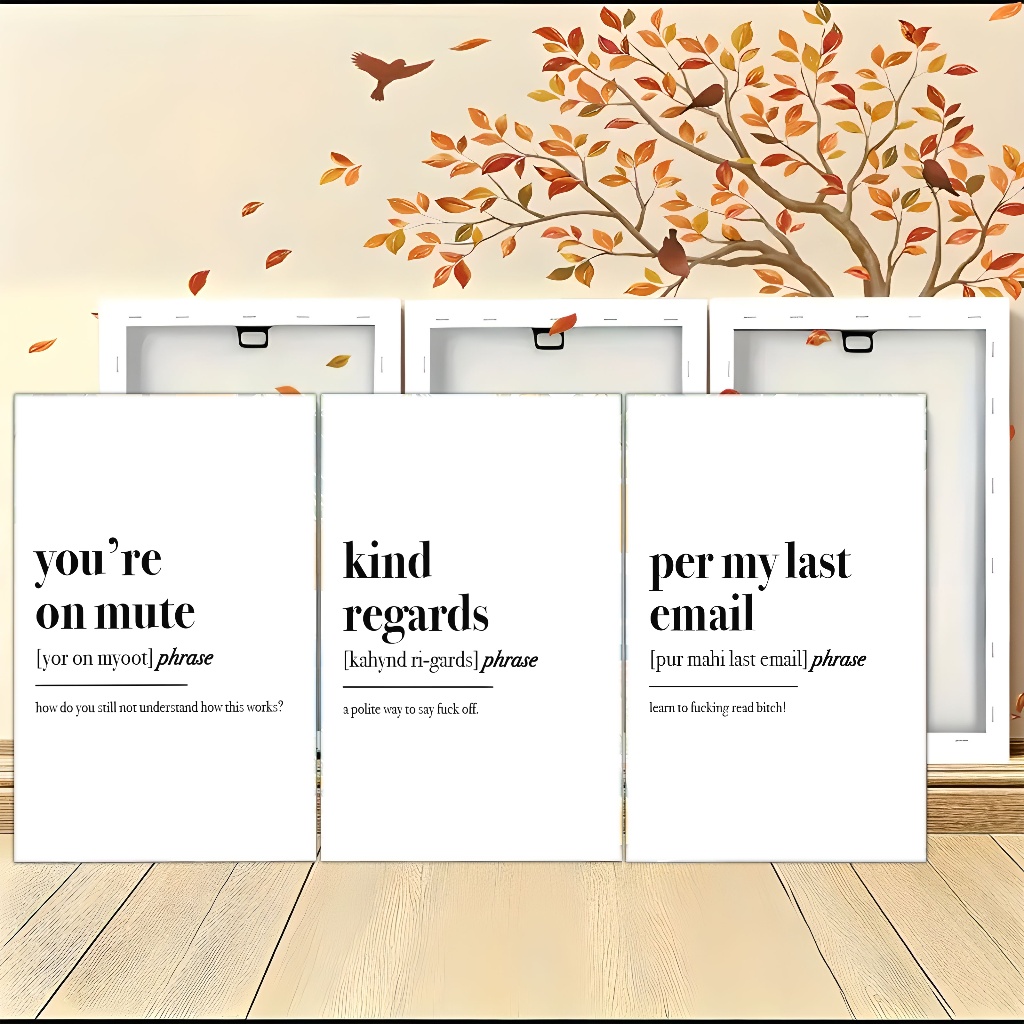 you're
on mute
[yor on myoot] phrase
how do you still not understand how this works?
kind
regards
[kahynd ri-gards] phrase
a polite way to say fuck off.
per my last
email
[pur mahi last email] phrase
learn to fucking read bitch!